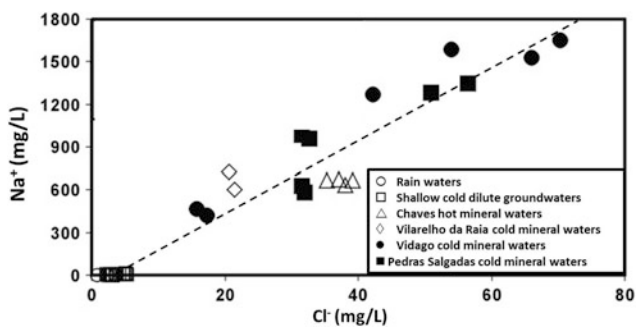 1800
1500
1200
900
600
300
0
Na⁺ (mg/L)
0 20 40 60 80
Cl⁻ (mg/L)
Rain waters
Shallow cold dilute groundwaters
Chaves hot mineral waters
Vilarelho da Raia cold mineral waters
Vidago cold mineral waters
Pedras Salgadas cold mineral waters